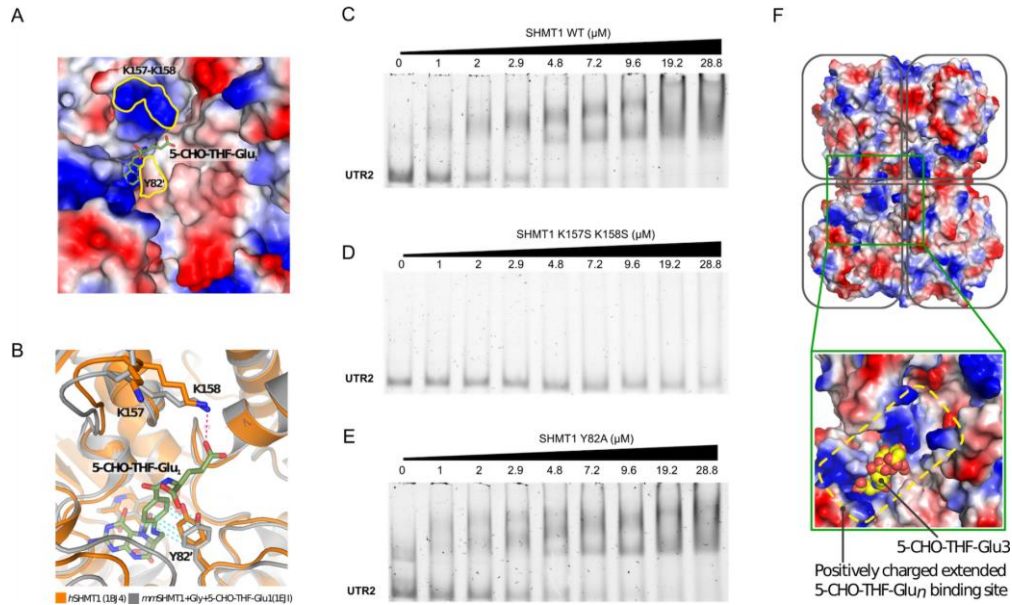 A
K157-K158
5-CHO-THF-Glu
Y82'
B
K158
K157
5-CHO-THF-Glu
Y82'
hSHMT1 (1BJ4) mmSHMT1+Gly+5-CHO-THF-Glu1(1EJI)
C
SHMT1 WT (µM)
0 1 2 2.9 4.8 7.2 9.6 19.2 28.8
UTR2
D
SHMT1 K157S K158S (µM)
0 1 2 2.9 4.8 7.2 9.6 19.2 28.8
UTR2
E
SHMT1 Y82A (µM)
0 1 2 2.9 4.8 7.2 9.6 19.2 28.8
UTR2
F
5-CHO-THF-Glu3
Positively charged extended
5-CHO-THF-Glun binding site